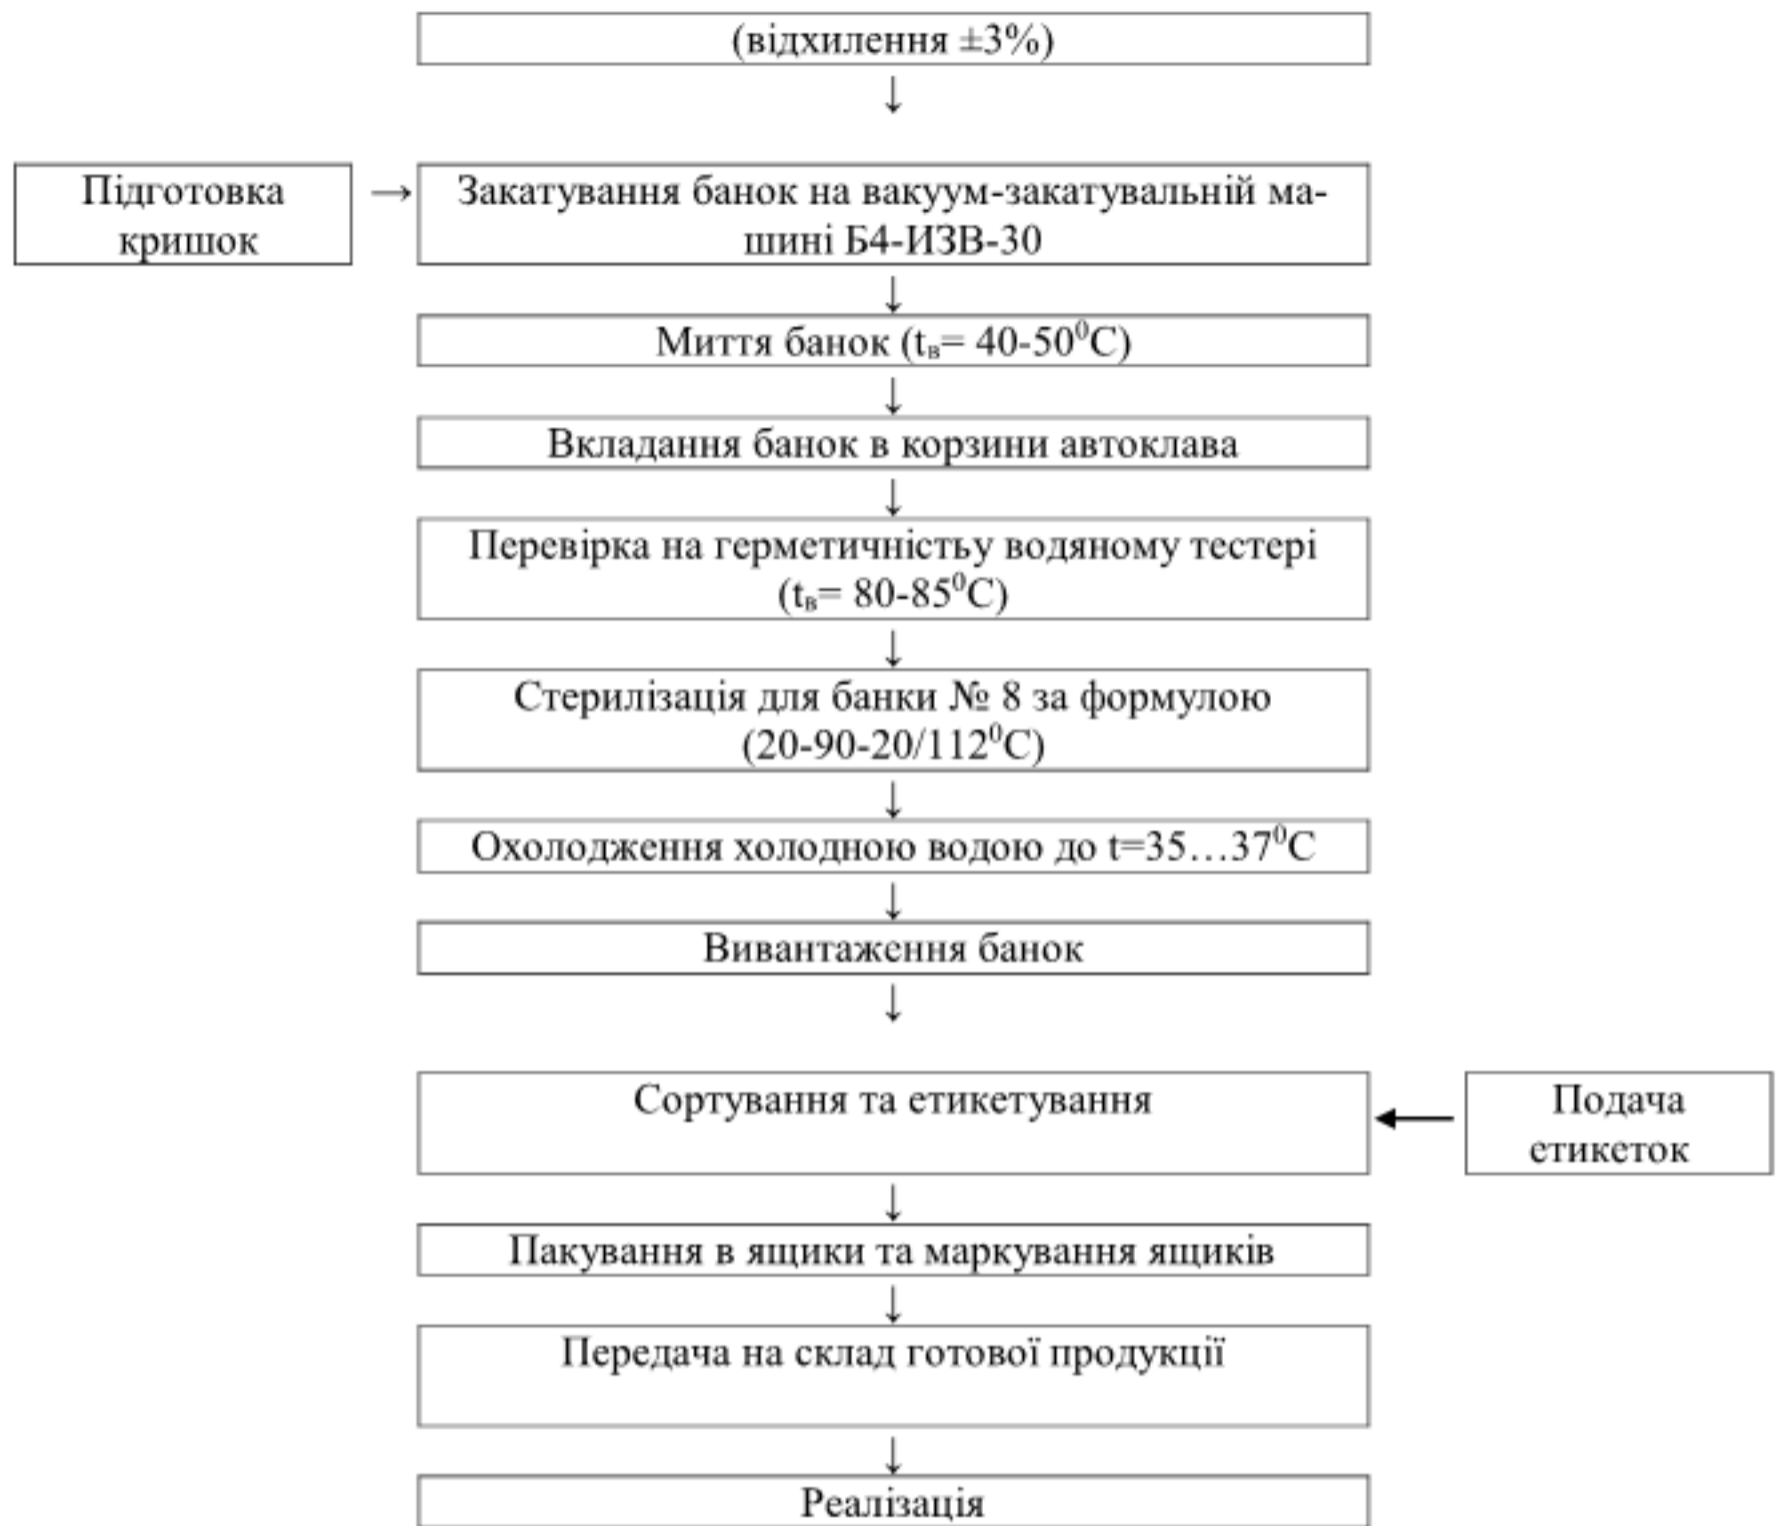 (відхилення ±3%)
↓
Підготовка
кришок
→
Закатування банок на вакуум-закатувальній ма-
шині Б4-ИЗВ-30
↓
Миття банок (tв= 40-50⁰С)
↓
Вкладання банок в корзини автоклава
↓
Перевірка на герметичністьу водяному тестері
(tв= 80-85⁰С)
↓
Стерилізація для банки № 8 за формулою
(20-90-20/112⁰С)
↓
Охолодження холодною водою до t=35…37⁰С
↓
Вивантаження банок
↓
Сортування та етикетування
Подача
етикеток
↓
Пакування в ящики та маркування ящиків
↓
Передача на склад готової продукції
↓
Реалізація